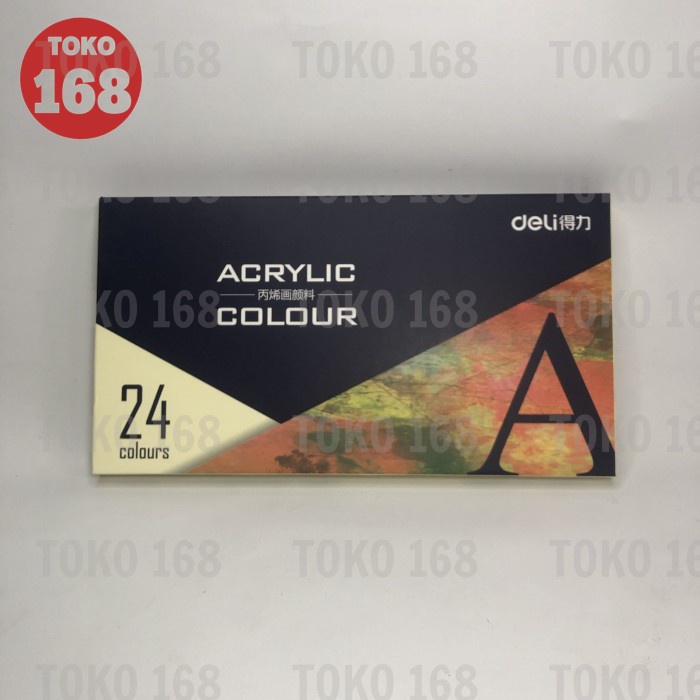 TOKO
168
deli得力
ACRYLIC
丙烯画颜料
COLOUR
24
colours
A
TOKO 168